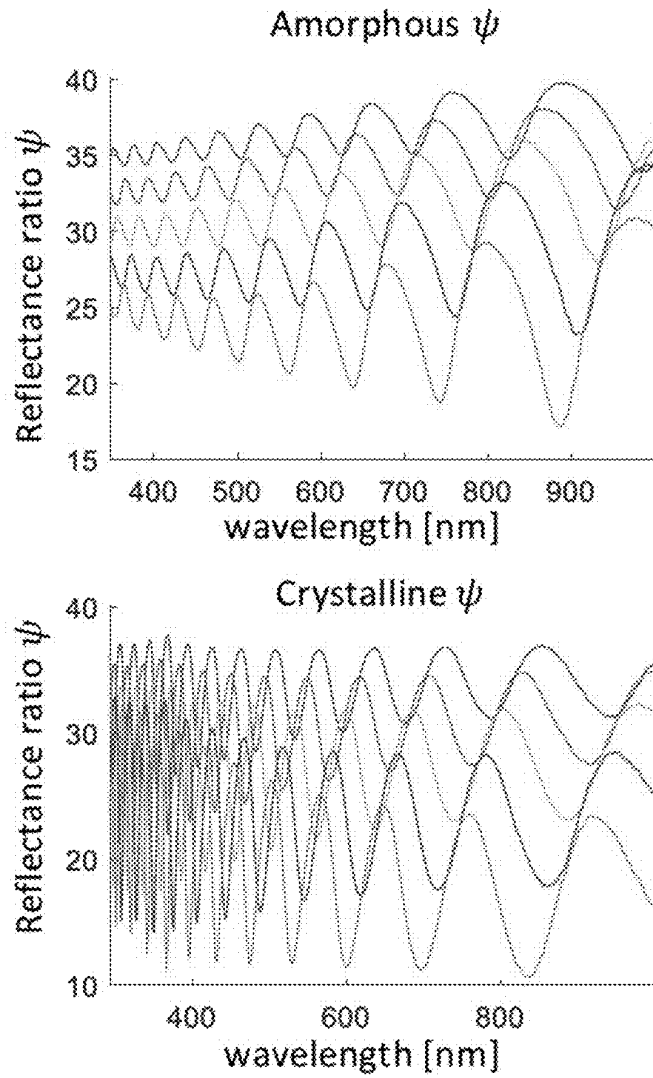 Amorphous ψ
Reflectance ratio ψ
40
35
30
25
20
15
400 500 600 700 800 900
wavelength [nm]
Crystalline ψ
Reflectance ratio ψ
40
30
20
10
400 600 800
wavelength [nm]